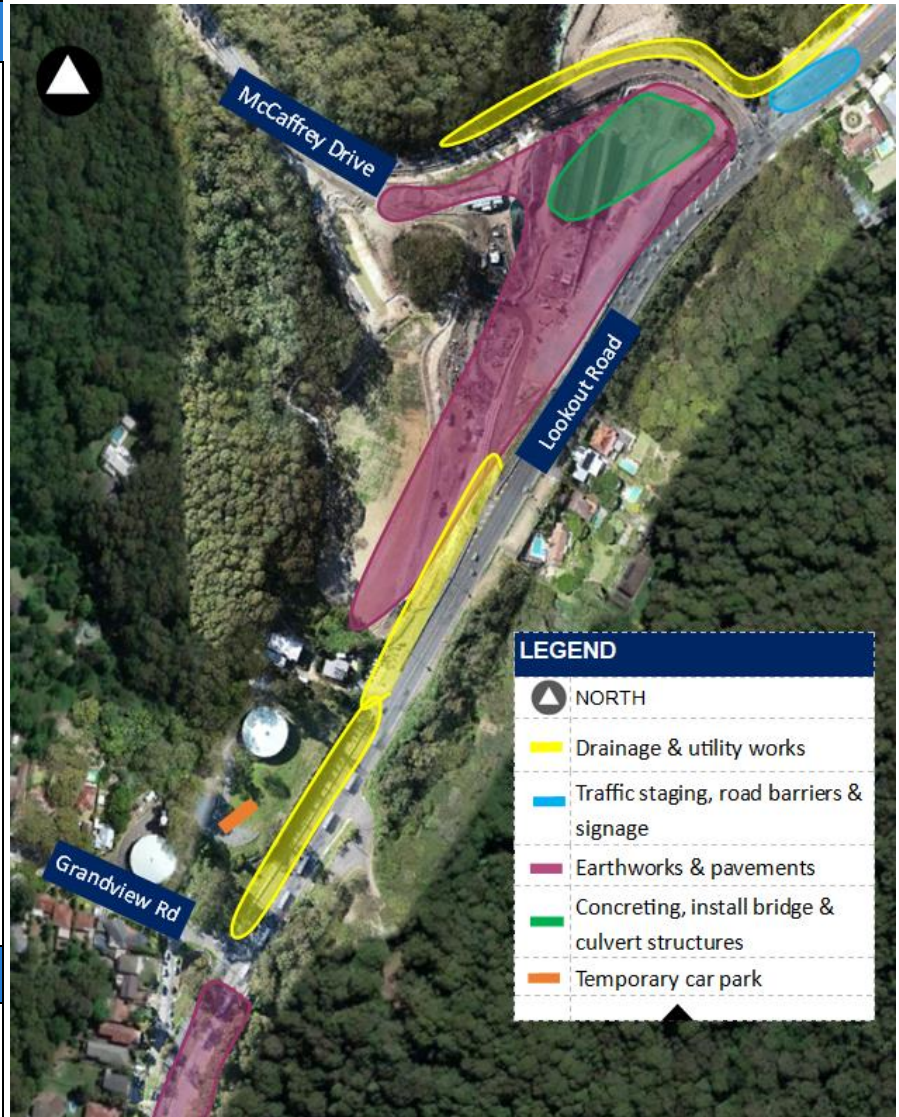 McCaffrey Drive
Lookout Road
Grandview Rd
LEGEND
NORTH
Drainage & utility works
Traffic staging, road barriers &
signage
Earthworks & pavements
Concreting, install bridge &
culvert structures
Temporary car park